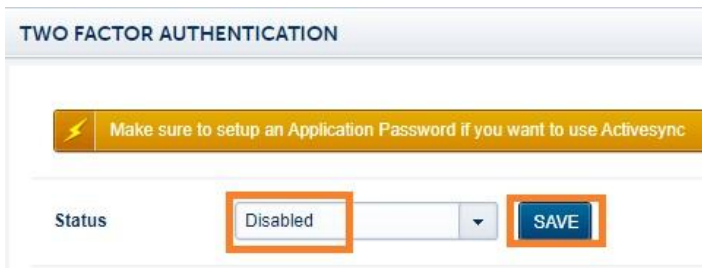 TWO FACTOR AUTHENTICATION
Make sure to setup an Application Password if you want to use Activesync
Status Disabled SAVE